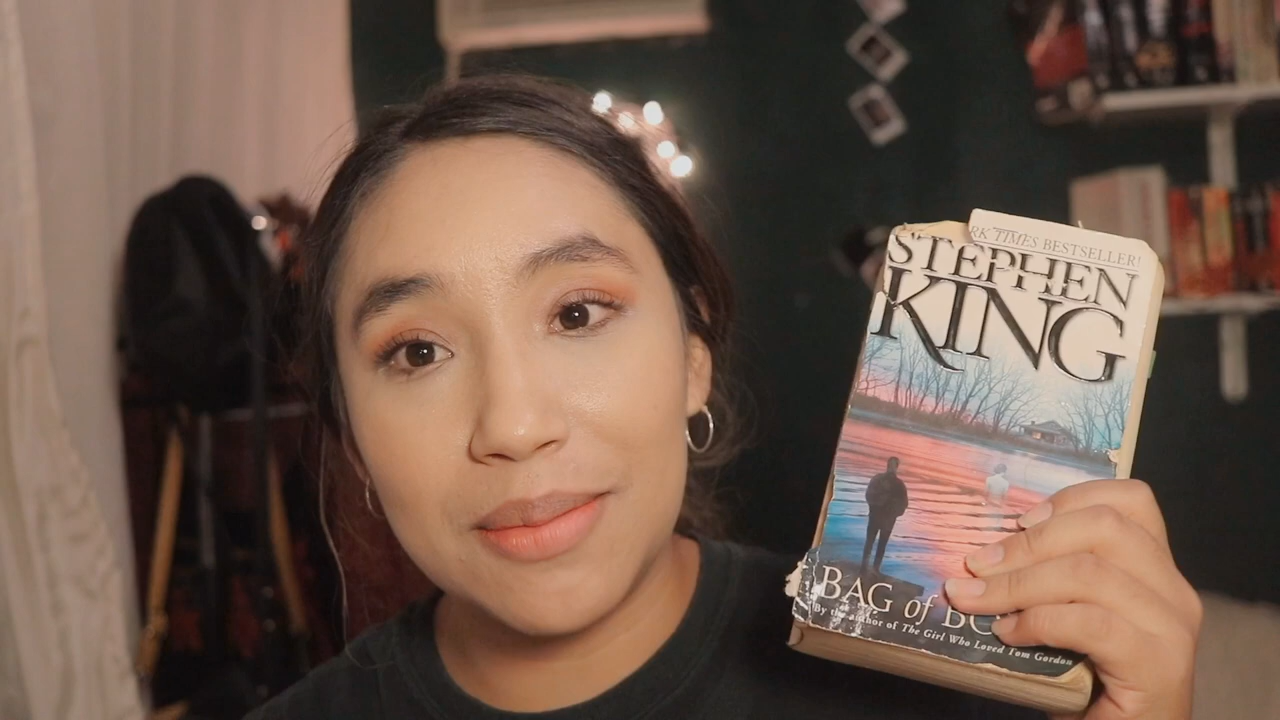 RK TIMES BESTSELLER!
STEPHEN
KING
BAG of BO
By the author of The Girl Who Loved Tom Gordon